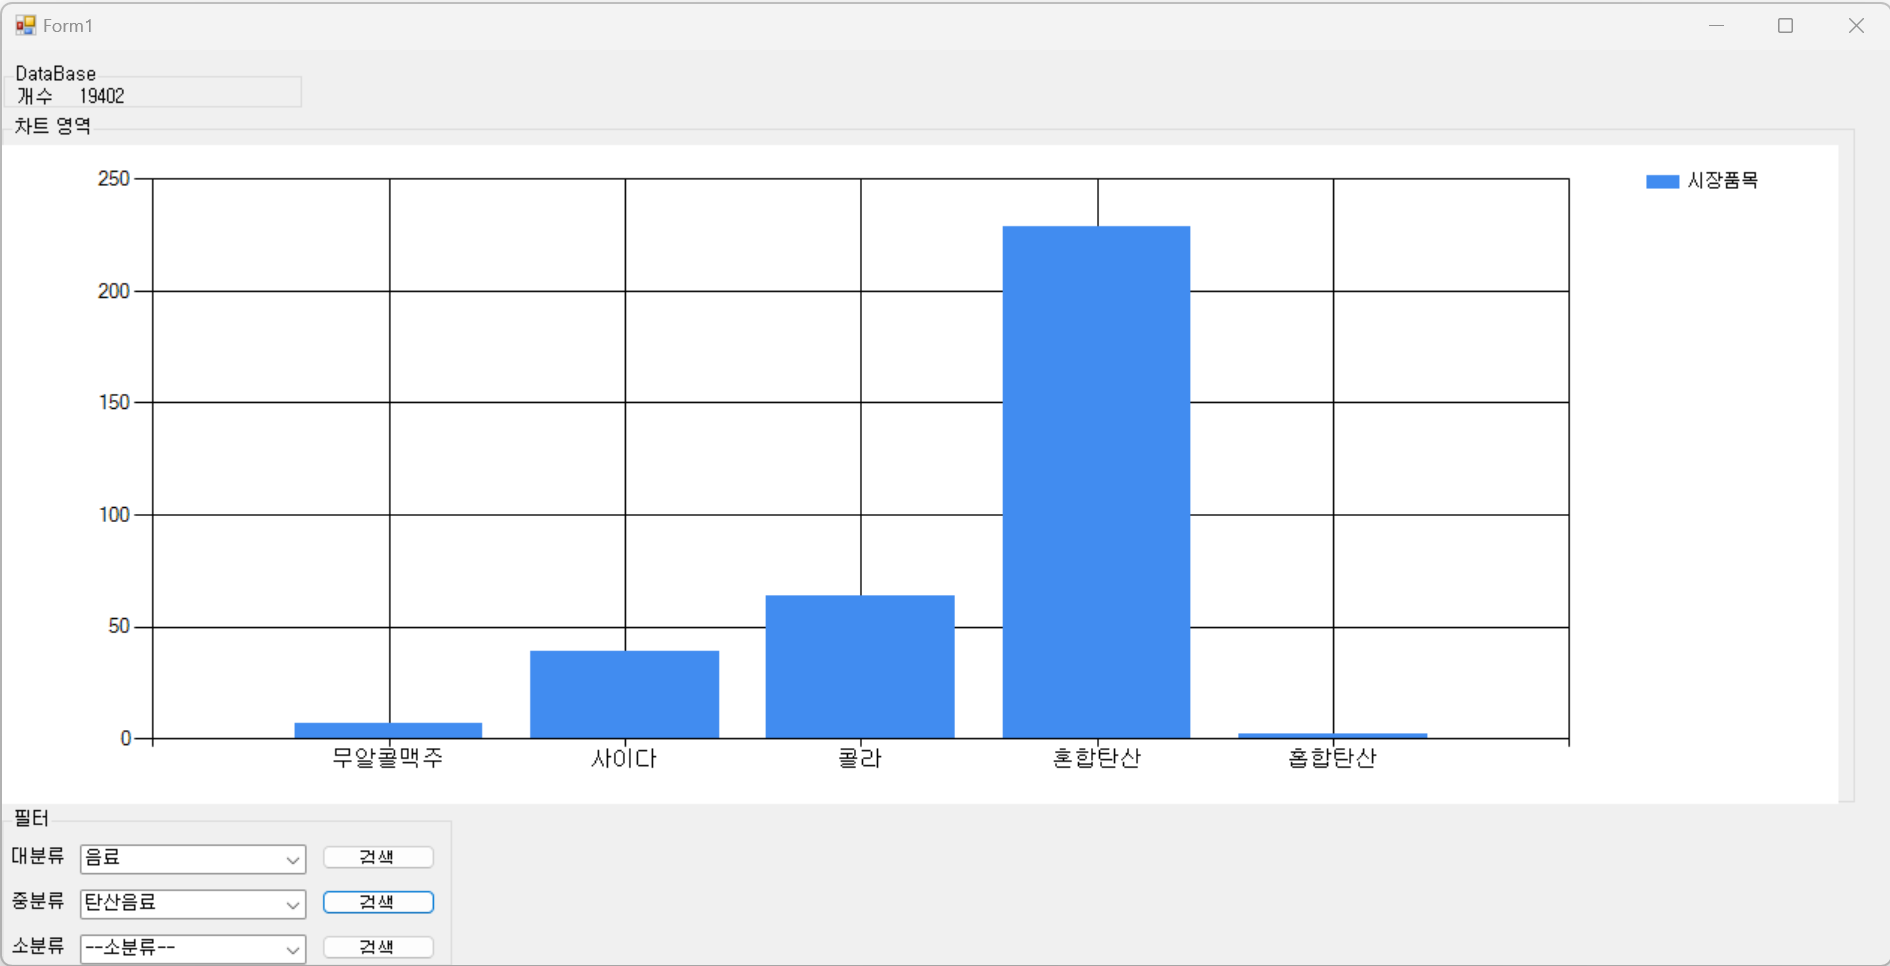 Form1
DataBase
개수 19402
차트 영역
시장품목
250
200
150
100
50
0
무알콜맥주 사이다 콜라 혼합탄산 홉합탄산
필터
대분류 음료 검색
중분류 탄산음료 검색
소분류 --소분류-- 검색